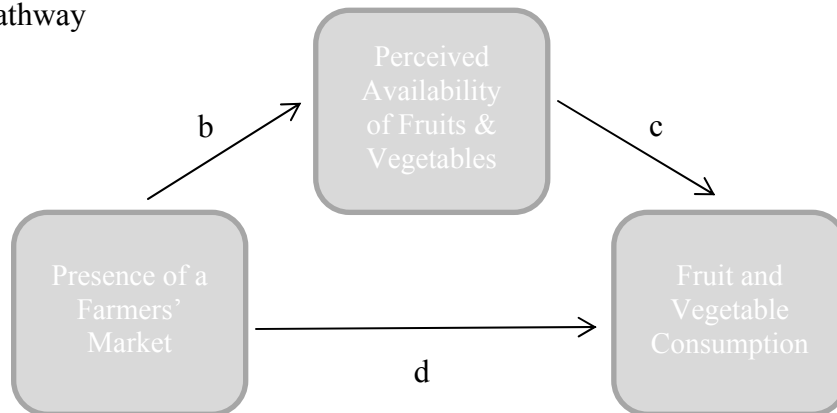 athway
Perceived
Availability
of Fruits &
Vegetables
b
c
Presence of a
Farmers’
Market
Fruit and
Vegetable
Consumption
d